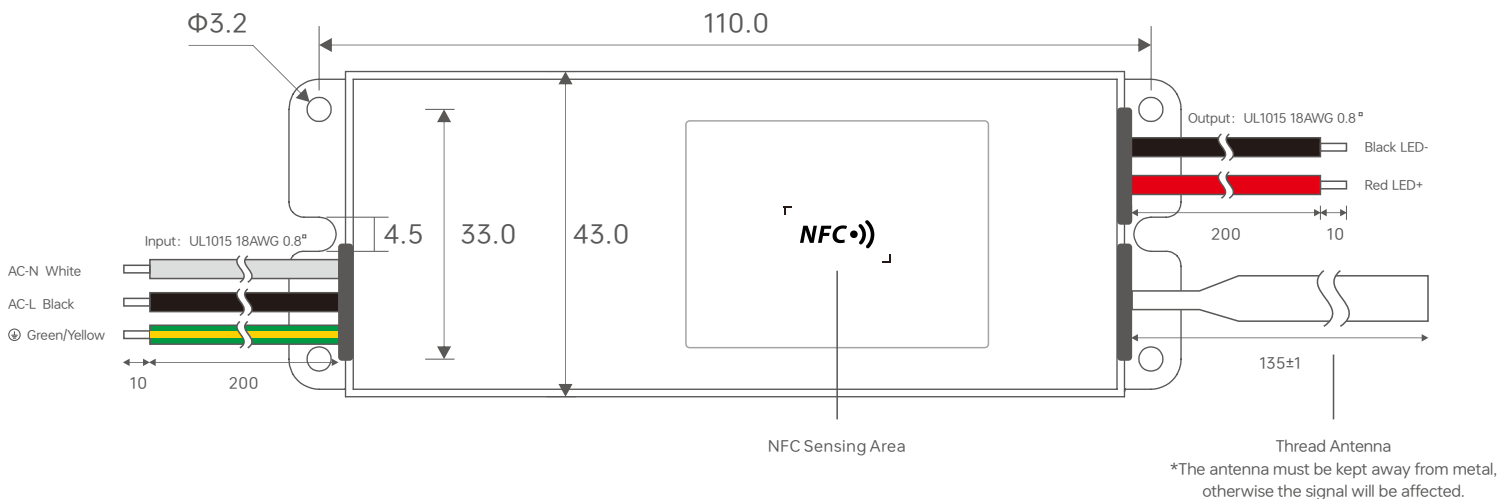 Φ3.2
110.0
Output: UL1015 18AWG 0.8⁰
Black LED-
Red LED+
200
10
4.5
33.0
43.0
NFC
Input: UL1015 18AWG 0.8⁰
AC-N White
AC-L Black
Green/Yellow
10
200
135±1
NFC Sensing Area
Thread Antenna
*The antenna must be kept away from metal,
otherwise the signal will be affected.